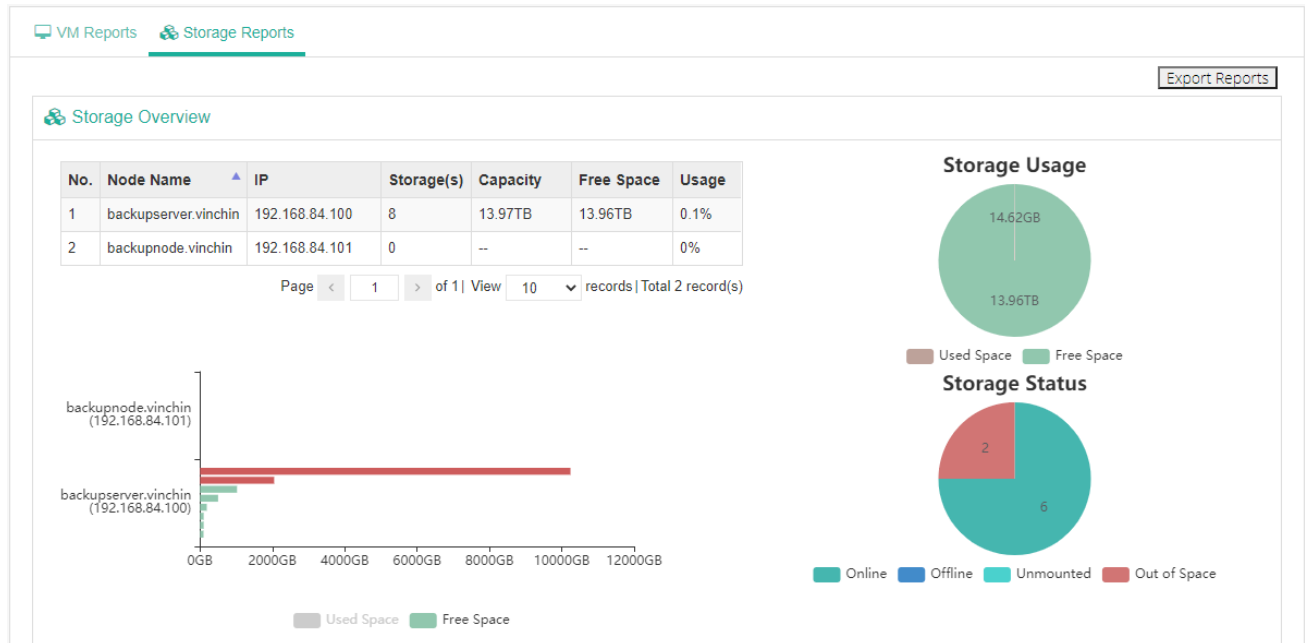 VM Reports Storage Reports
Export Reports
Storage Overview
No. Node Name IP Storage(s) Capacity Free Space Usage
1 backupserver.vinchin 192.168.84.100 8 13.97TB 13.96TB 0.1%
2 backupnode.vinchin 192.168.84.101 0 -- -- 0%
Page < 1 > of 1 | View 10 records | Total 2 record(s)
Storage Usage
14.62GB
13.96TB
Used Space Free Space
Storage Status
2
6
Online Offline Unmounted Out of Space
backupnode.vinchin
(192.168.84.101)
backupserver.vinchin
(192.168.84.100)
0GB 2000GB 4000GB 6000GB 8000GB 10000GB 12000GB
Used Space Free Space